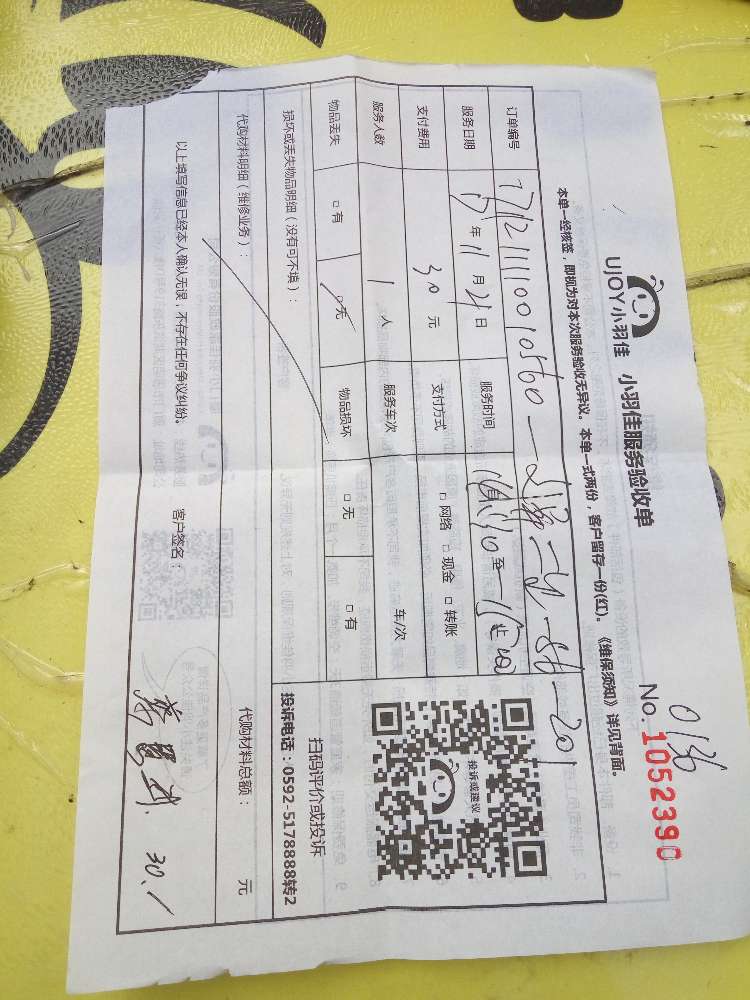 UJOY小羽佳 小羽佳服务验收单
0136
No. 1052390
本单一经核签，即视为对本次服务验收无异议。本单一式两份，客户留存一份(红)。《维保须知》详见背面。
订单编号
服务日期 17年11月21日 服务时间 至 止
支付费用 30元 支付方式 □网络 □现金 □转账
服务人数 1人 服务车次 车/次
物品丢失 □有 □无 物品损坏 □无 □有
投诉或建议
扫码评价或投诉
投诉电话：0592-5178888转2
损坏或丢失物品明细（没有可不填）：
代购材料明细（维修业务）： 代购材料总额： 元
以上填写信息已经本人确认无误，不存在任何争议纠纷。 客户签名： 30.